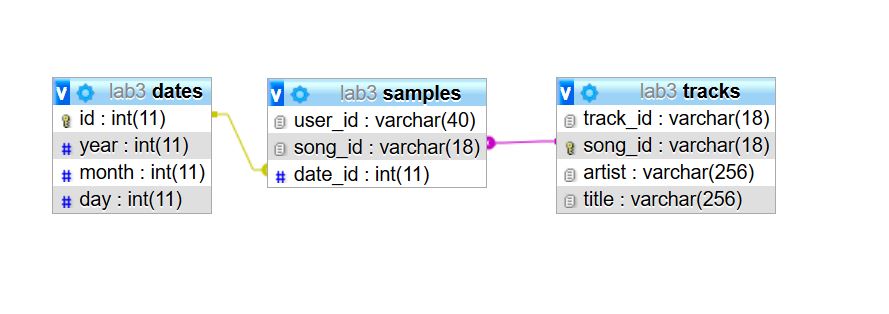 lab3 dates
id : int(11)
year : int(11)
month : int(11)
day : int(11)
lab3 samples
user_id : varchar(40)
song_id : varchar(18)
date_id : int(11)
lab3 tracks
track_id : varchar(18)
song_id : varchar(18)
artist : varchar(256)
title : varchar(256)